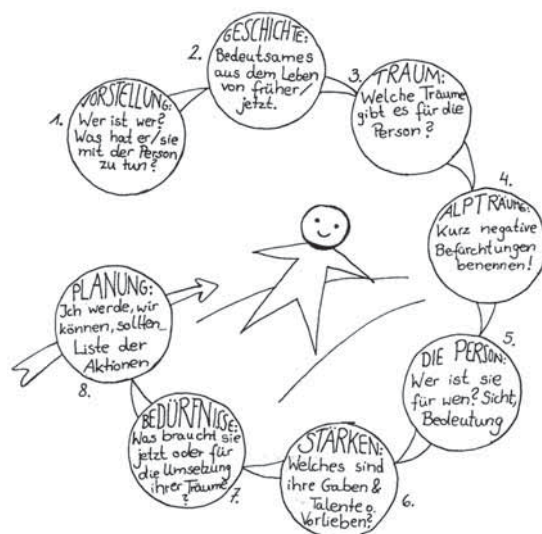 1.
VORSTELLUNG:
Wer ist wer?
Was hat er/sie
mit der Person
zu tun?
2.
GESCHICHTE:
Bedeutsames
aus dem Leben
von früher/
jetzt.
3.
TRAUM:
Welche Träume
gibt es für die
Person?
4.
ALPTRÄUME:
Kurz negative
Befürchtungen
benennen!
5.
DIE PERSON:
Wer ist sie
für wen? Sicht,
Bedeutung
6.
STÄRKEN:
Welches sind
ihre Gaben &
Talente o.
Vorlieben?
7.
BEDÜRFNISSE:
Was braucht sie
jetzt oder für
die Umsetzung
ihrer Träume
?
8.
PLANUNG:
Ich werde, wir
können, sollten...
Liste der
Aktionen